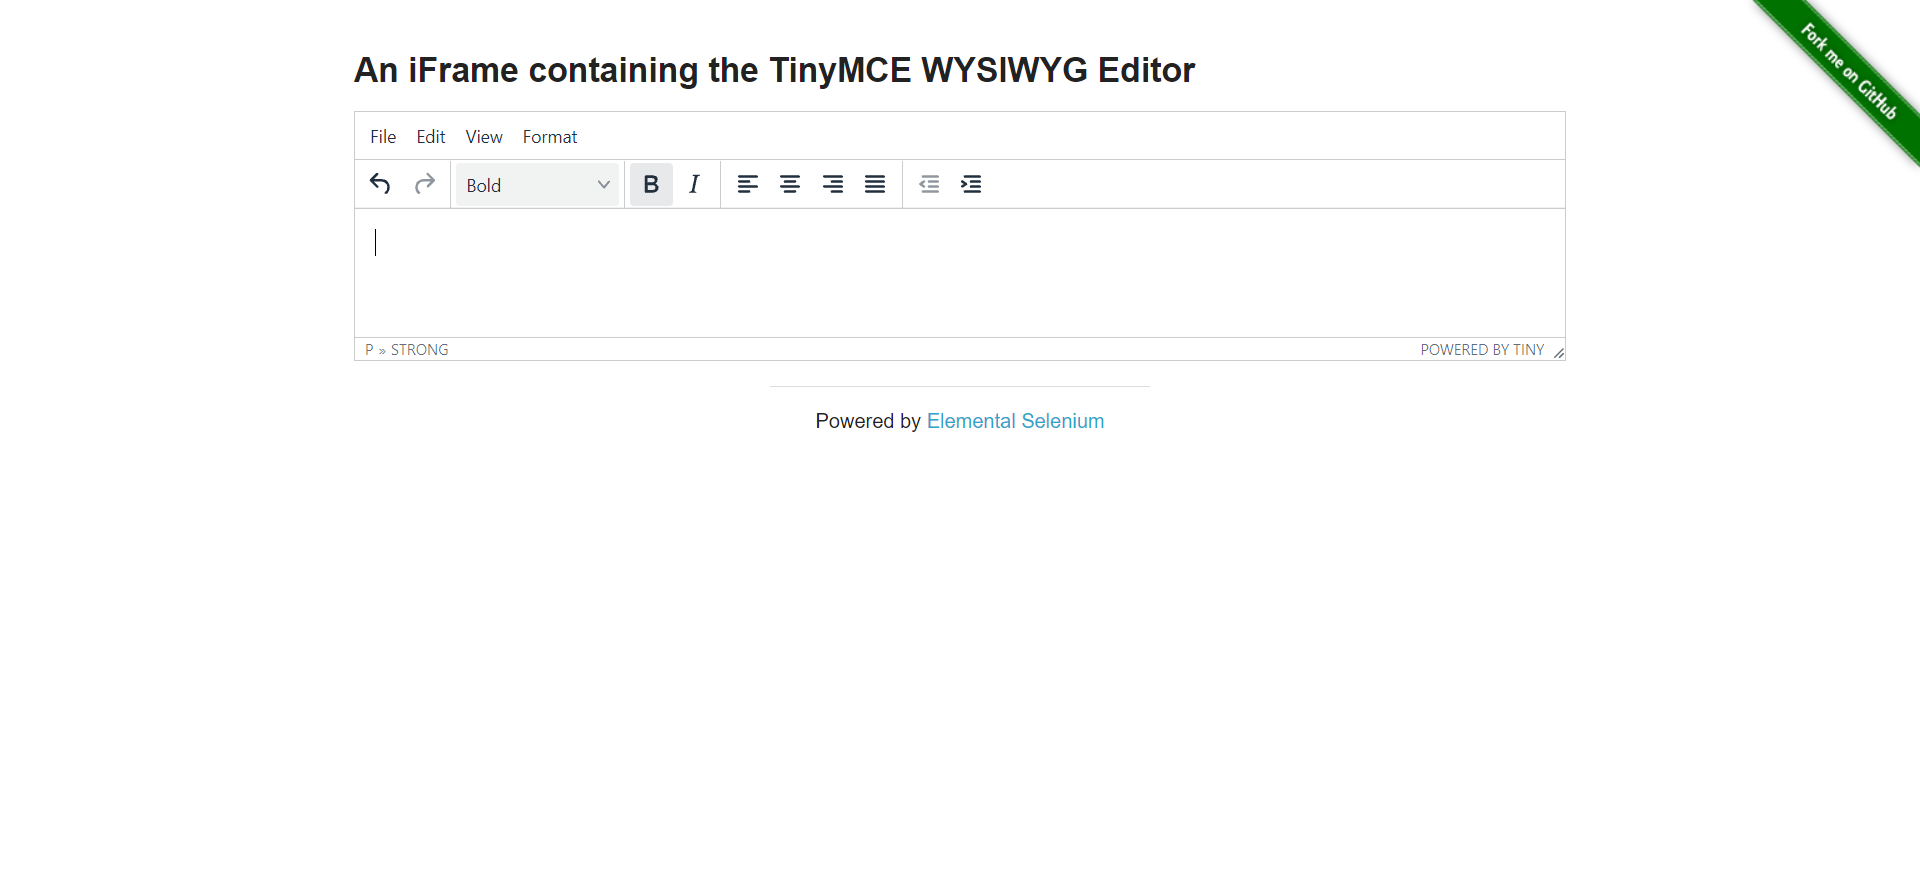 Fork me on GitHub
An iFrame containing the TinyMCE WYSIWYG Editor
File Edit View Format
Bold B I
P » STRONG POWERED BY TINY
Powered by Elemental Selenium